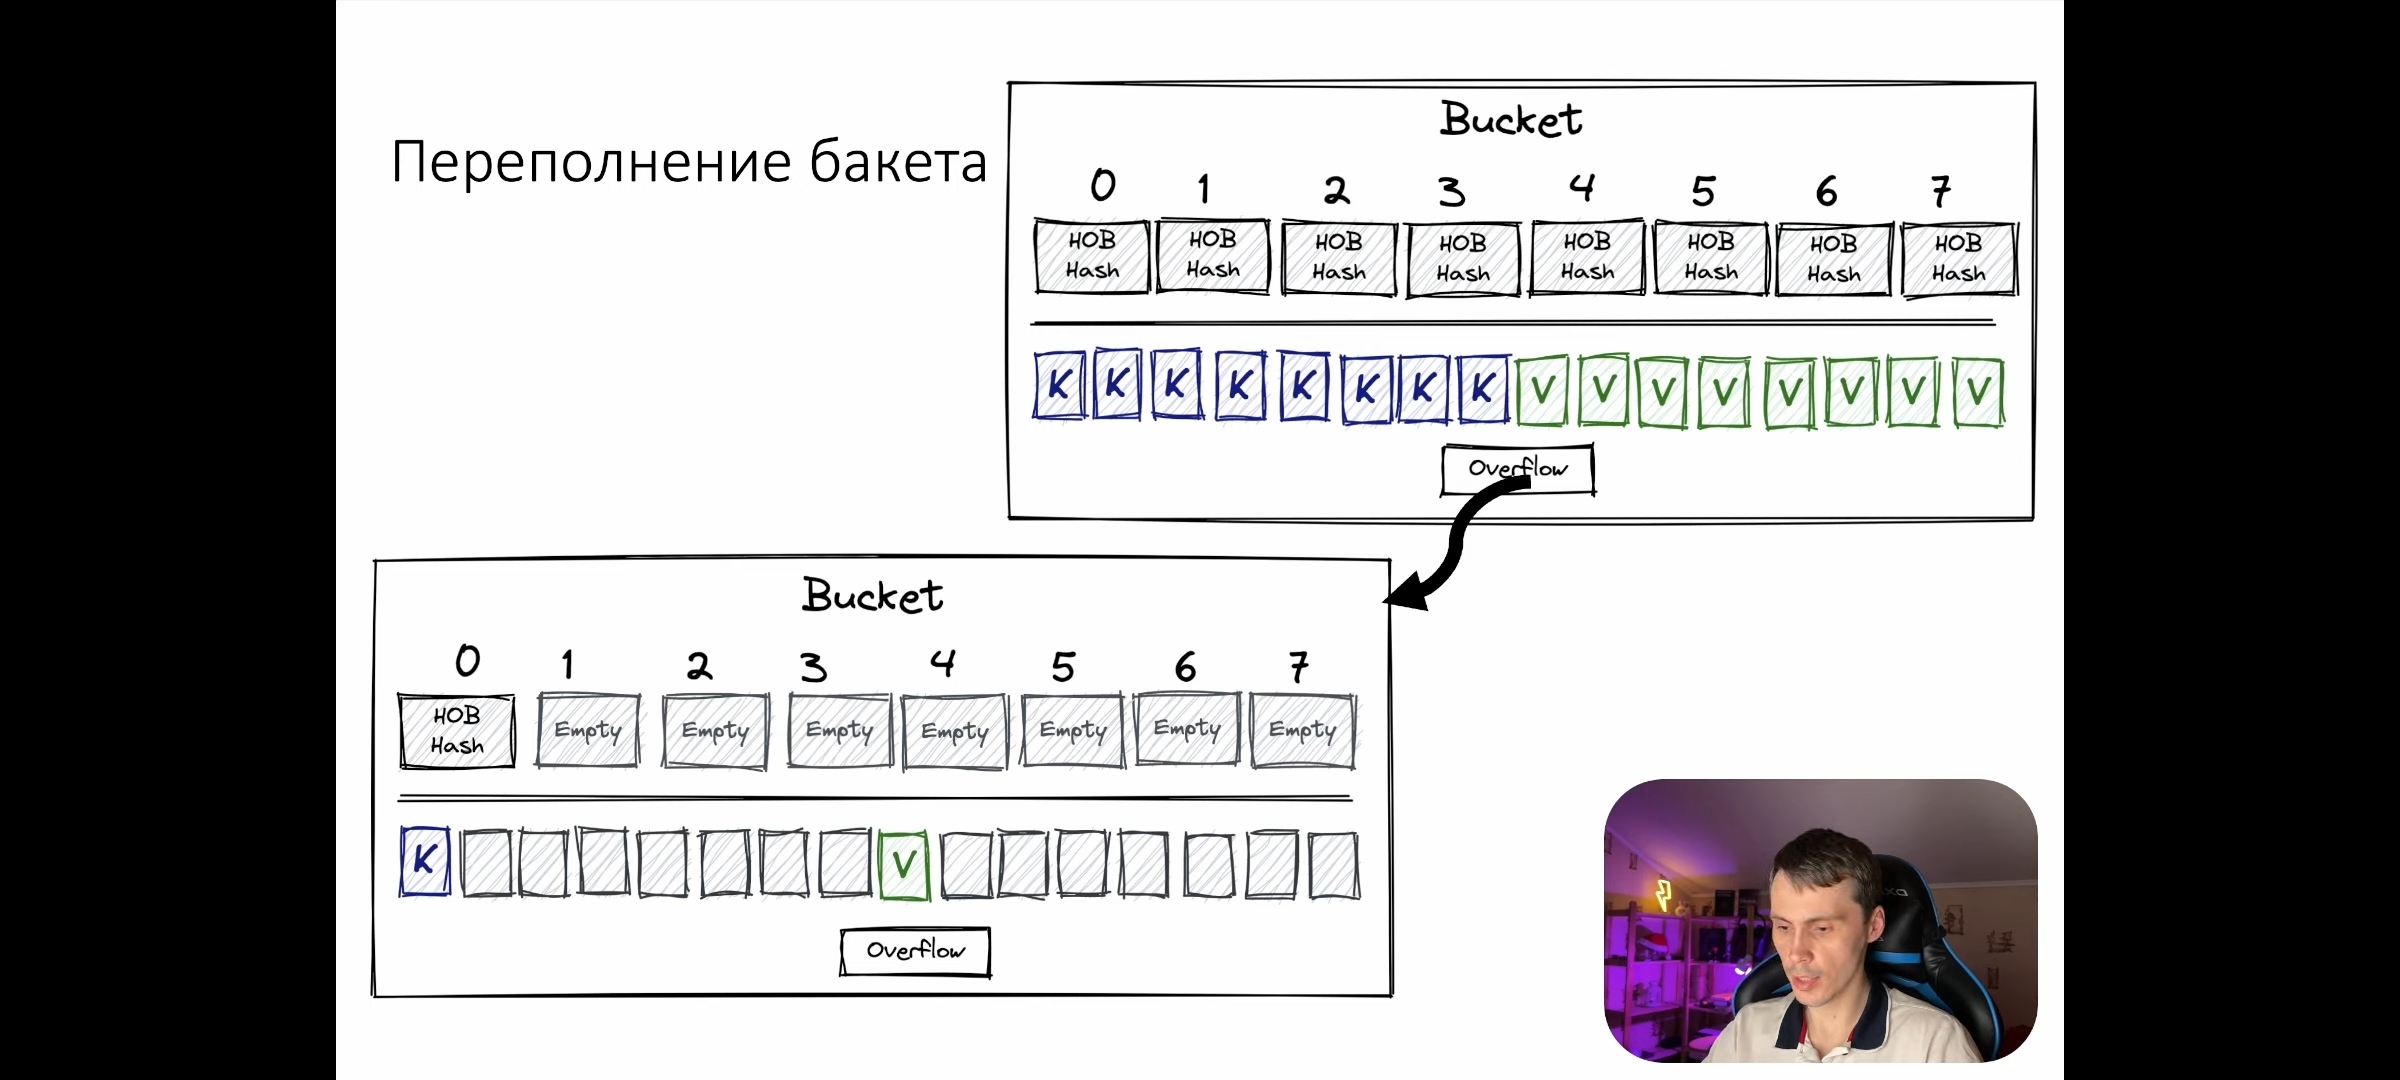 Переполнение бакета
Bucket
0 1 2 3 4 5 6 7
HOB Hash HOB Hash HOB Hash HOB Hash HOB Hash HOB Hash HOB Hash HOB Hash
K K K K K K K K V V V V V V V V
Overflow
Bucket
0 1 2 3 4 5 6 7
HOB Hash Empty Empty Empty Empty Empty Empty Empty
K V
Overflow